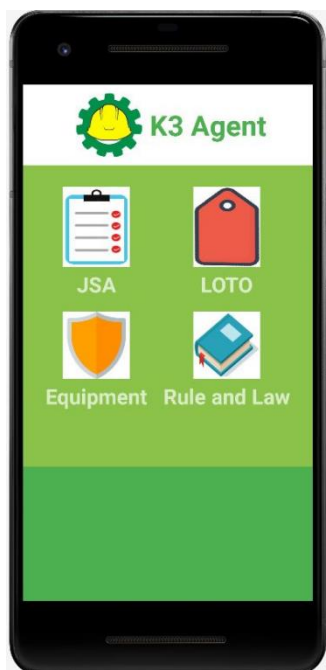 K3 Agent
JSA
LOTO
Equipment
Rule and Law